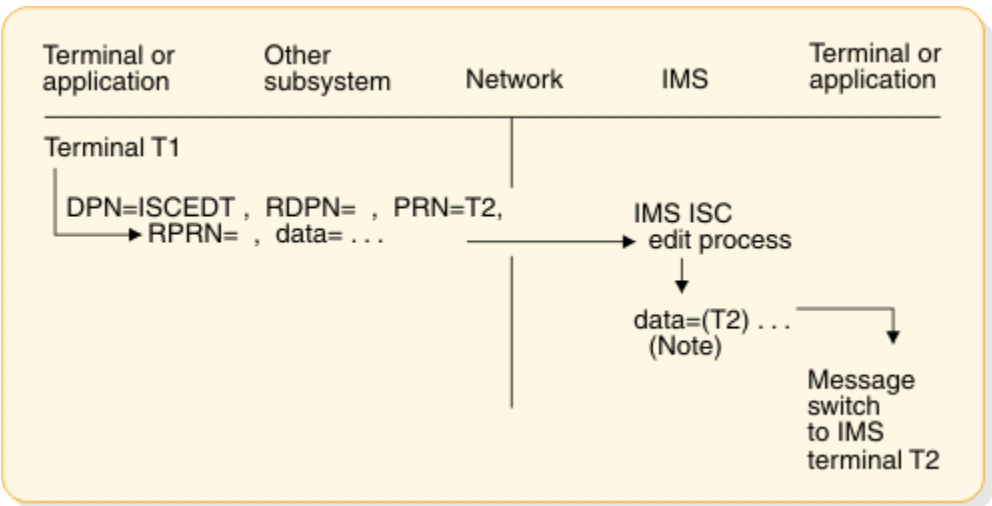 Terminal or
application
Other
subsystem
Network
IMS
Terminal or
application
Terminal T1
DPN=ISCEDT , RDPN= , PRN=T2,
RPRN= , data= . . .
IMS ISC
edit process
data=(T2) . . .
(Note)
Message
switch
to IMS
terminal T2